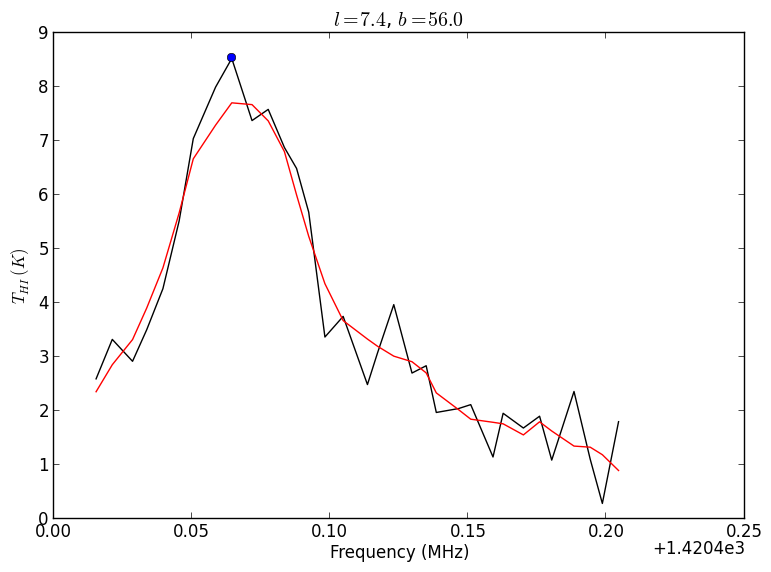 l = 7.4, b = 56.0
9
8
7
6
5
4
3
2
1
0
T_HI (K)
0.00 0.05 0.10 0.15 0.20 0.25
+1.4204e3
Frequency (MHz)